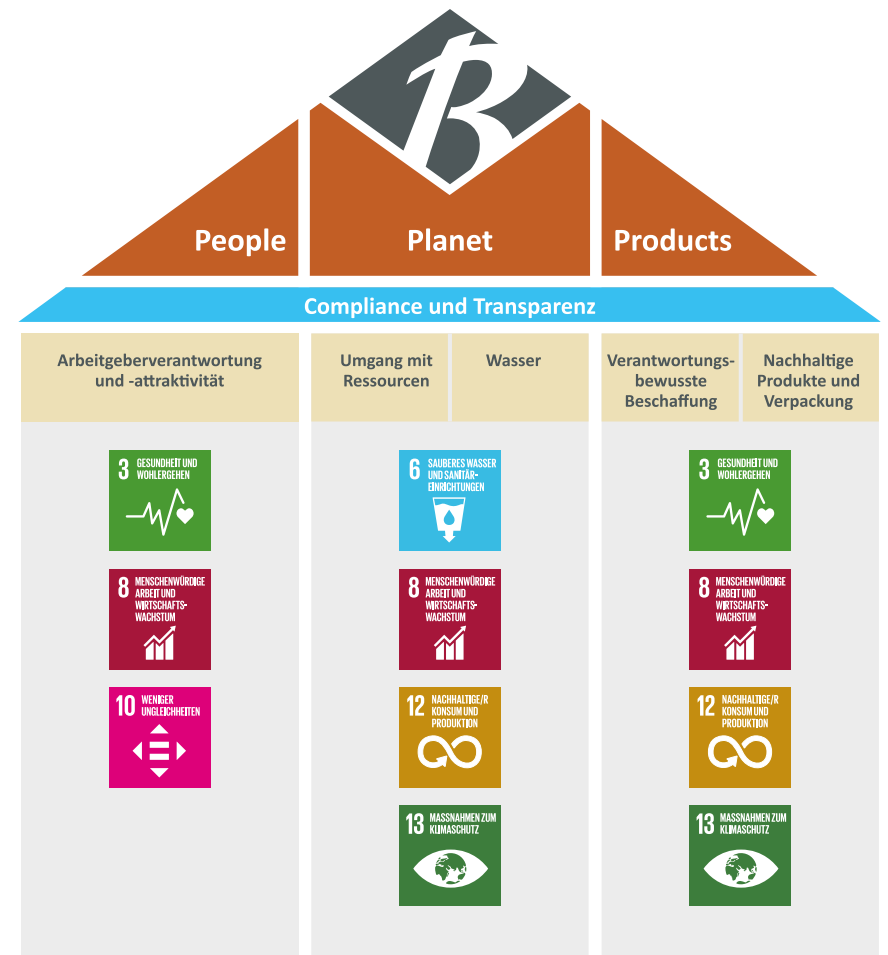 B
People
Planet
Products
Compliance und Transparenz
Arbeitgeberverantwortung
und -attraktivität
Umgang mit
Ressourcen
Wasser
Verantwortungs-
bewusste
Beschaffung
Nachhaltige
Produkte und
Verpackung
3 GESUNDHEIT UND
WOHLERGEHEN
8 MENSCHENWÜRDIGE
ARBEIT UND
WIRTSCHAFTS-
WACHSTUM
10 WENIGER
UNGLEICHHEITEN
6 SAUBERES WASSER
UND SANITÄR-
EINRICHTUNGEN
8 MENSCHENWÜRDIGE
ARBEIT UND
WIRTSCHAFTS-
WACHSTUM
12 NACHHALTIGE/R
KONSUM UND
PRODUKTION
13 MASSNAHMEN ZUM
KLIMASCHUTZ
3 GESUNDHEIT UND
WOHLERGEHEN
8 MENSCHENWÜRDIGE
ARBEIT UND
WIRTSCHAFTS-
WACHSTUM
12 NACHHALTIGE/R
KONSUM UND
PRODUKTION
13 MASSNAHMEN ZUM
KLIMASCHUTZ